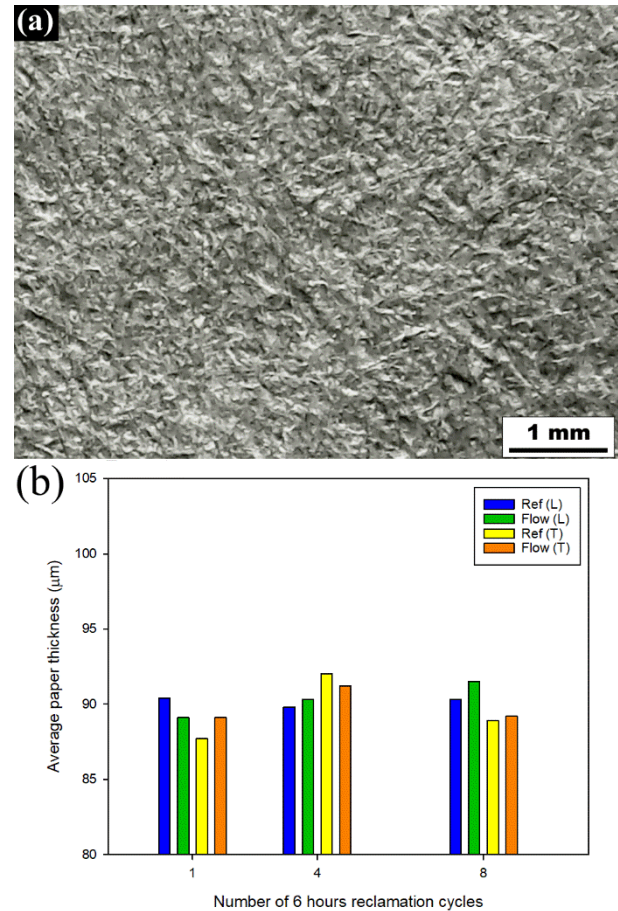 (a)
1 mm
(b)
105
100
95
90
85
80
Average paper thickness (μm)
Ref (L)
Flow (L)
Ref (T)
Flow (T)
1 4 8
Number of 6 hours reclamation cycles